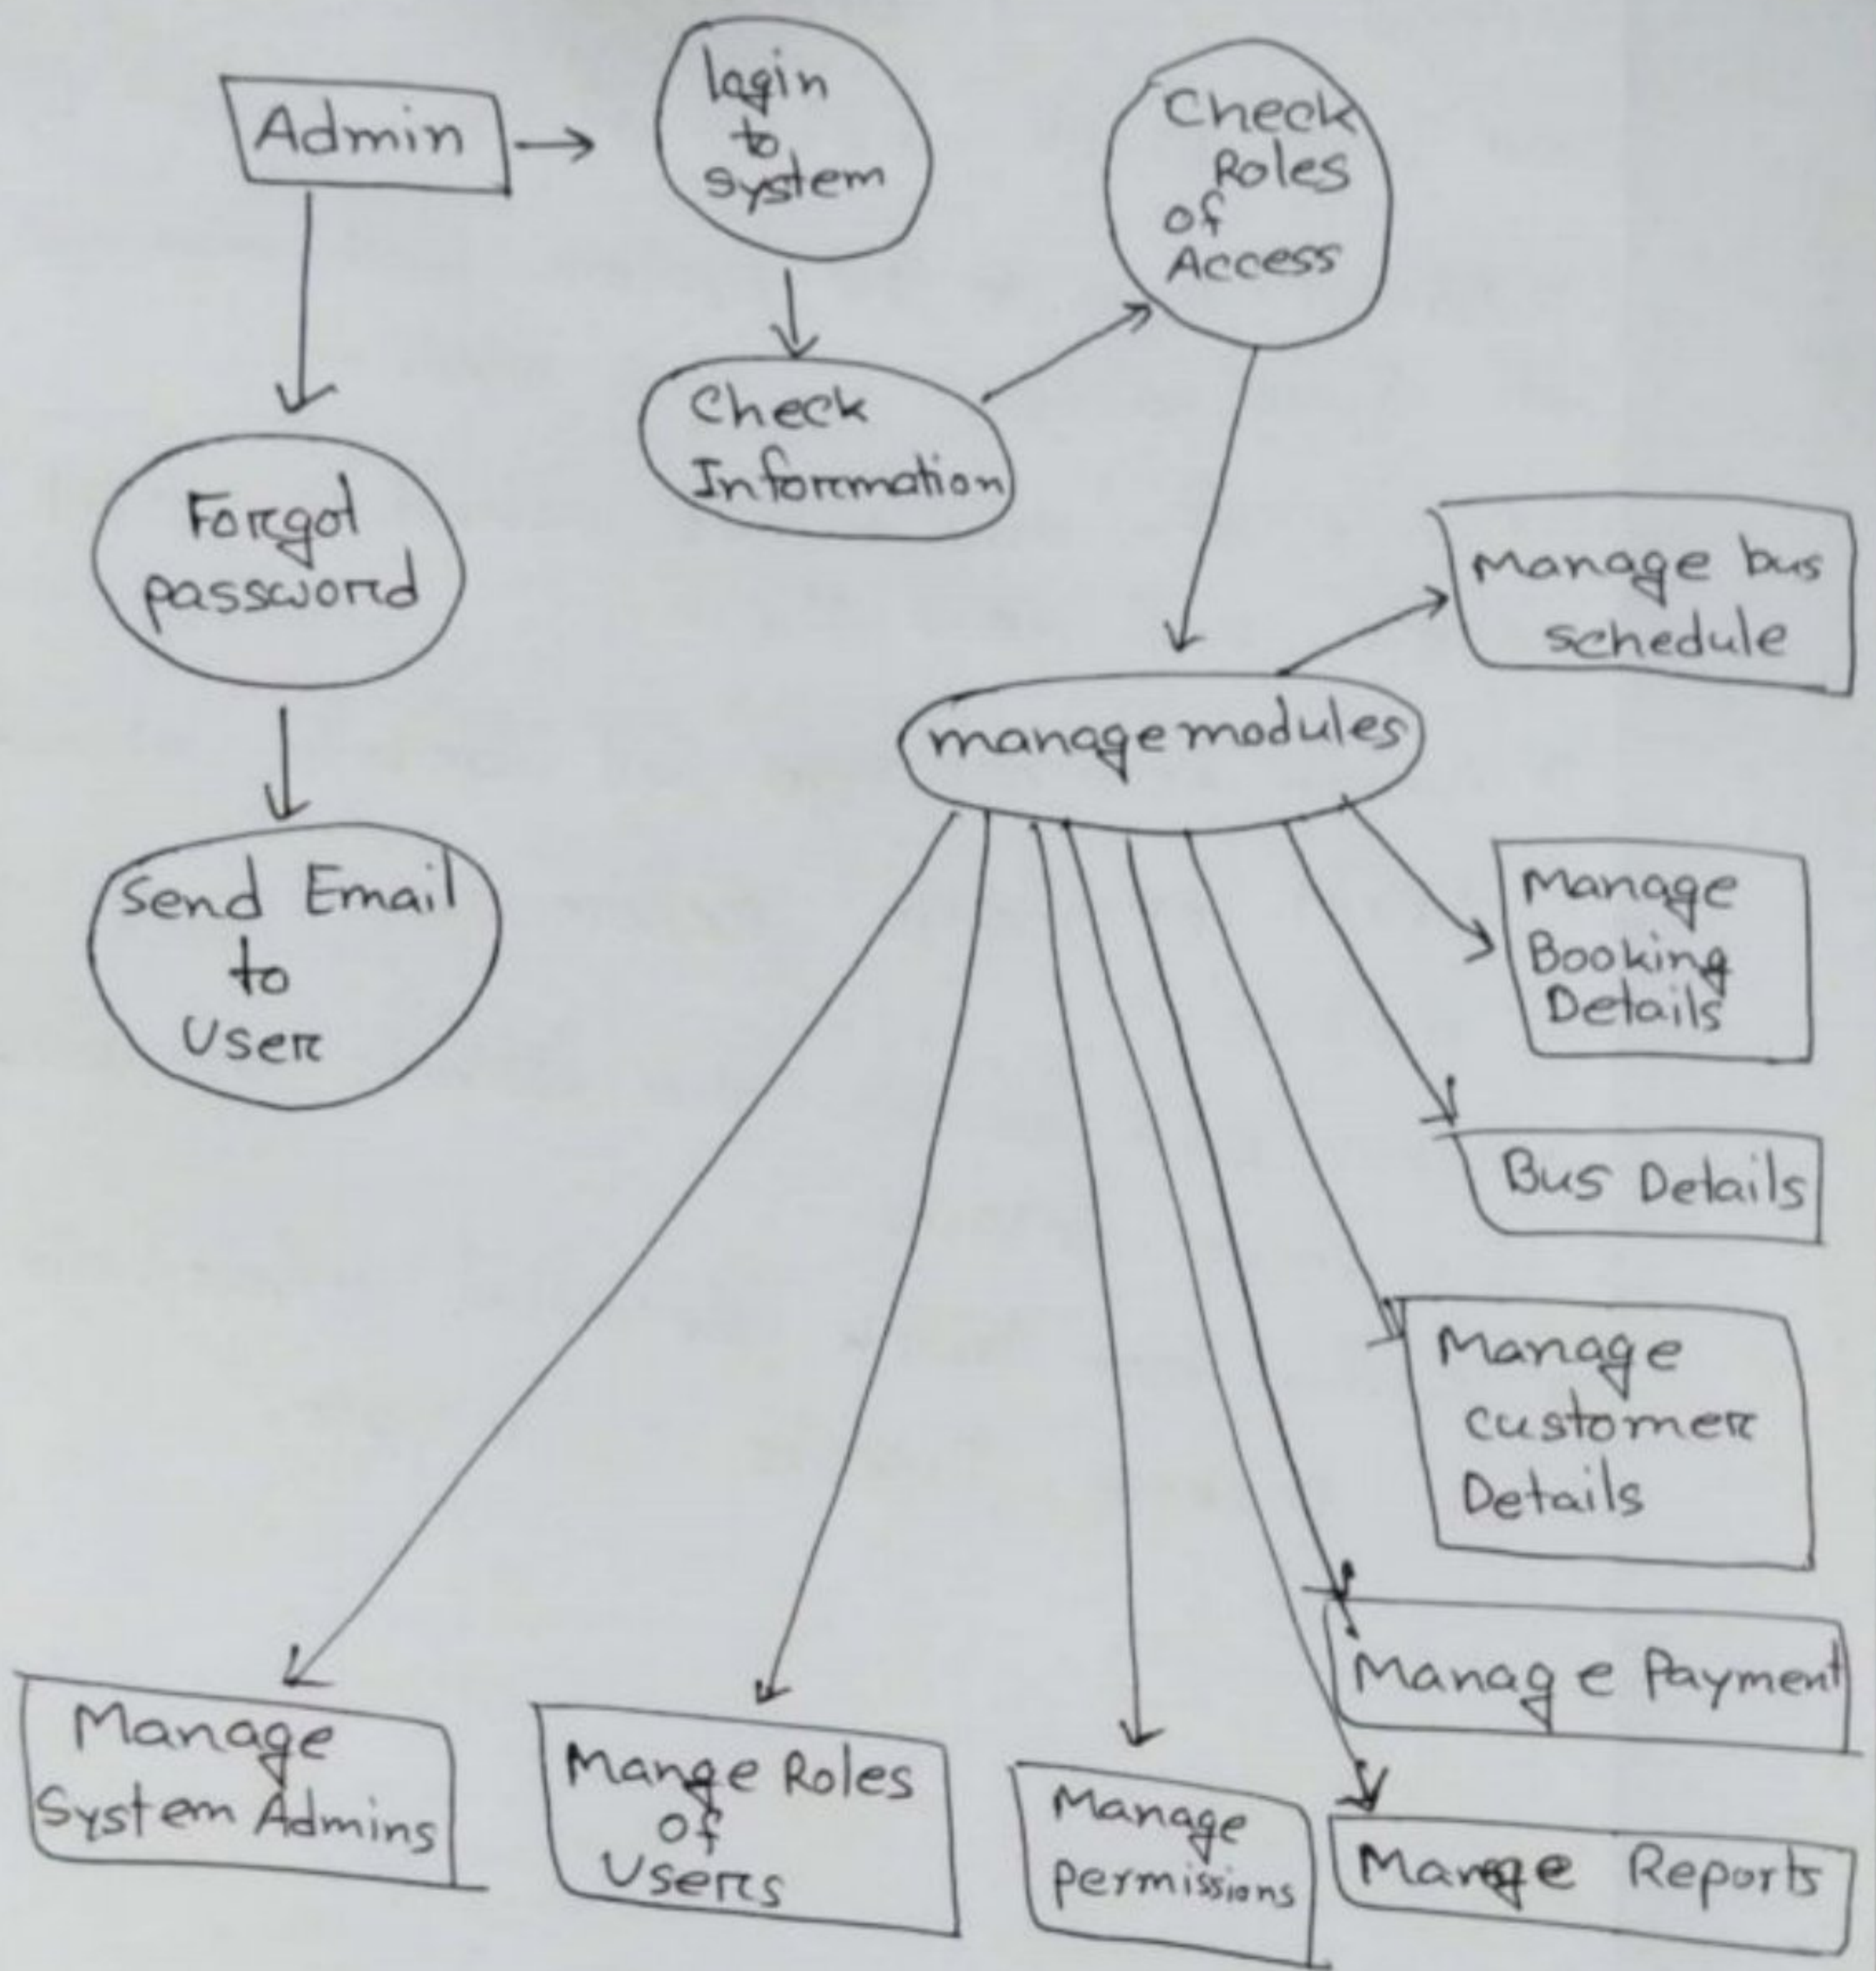 Admin
login
to
system
Check
Roles
of
Access
Check
Information
Forgot
password
Send Email
to
User
manage modules
Manage bus
schedule
Manage
Booking
Details
Bus Details
Manage
customer
Details
Manage Payment
Manage
System Admins
Mange Roles
of
Users
Manage
permissions
Mange Reports